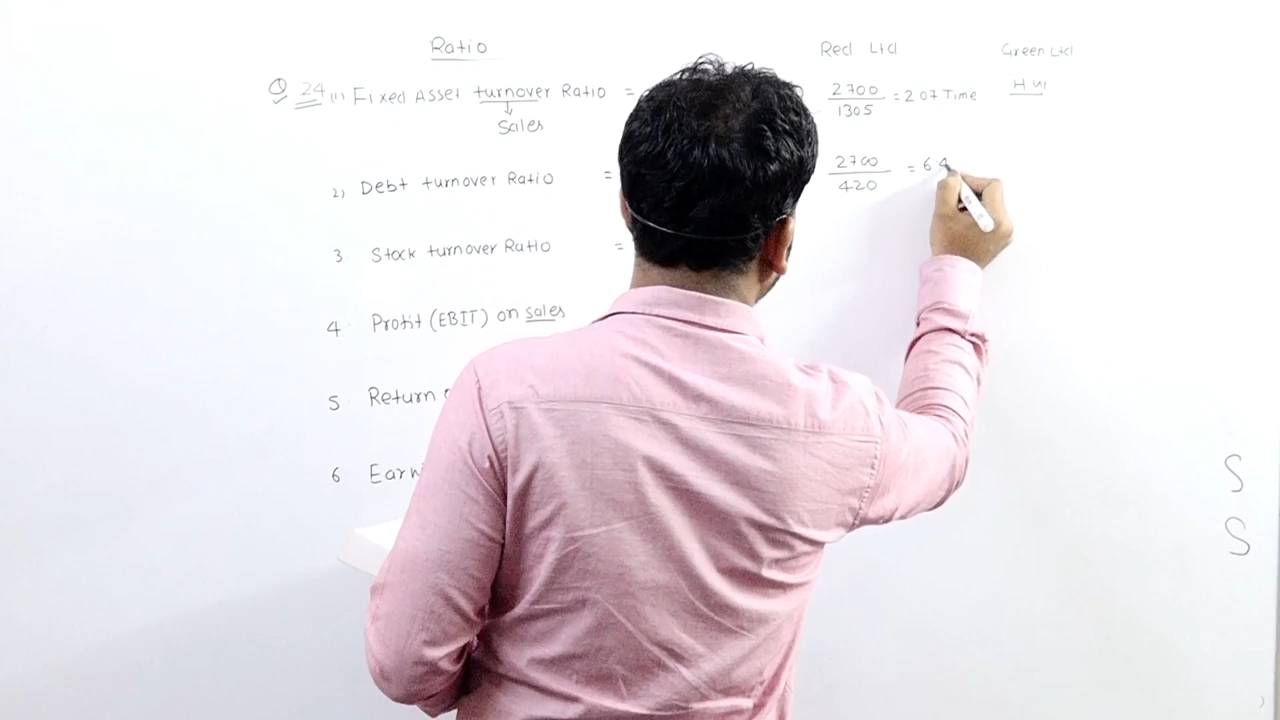 Ratio Red Ltd Green Ltd
Q 24 (1) Fixed Asset turnover Ratio = 2700 / 1305 = 2.07 Time H W
↓
Sales
2) Debt turnover Ratio = 2700 / 420 = 6.4
3 Stock turnover Ratio =
4. Profit (EBIT) on sales
5 Return
6 Earn
S
S